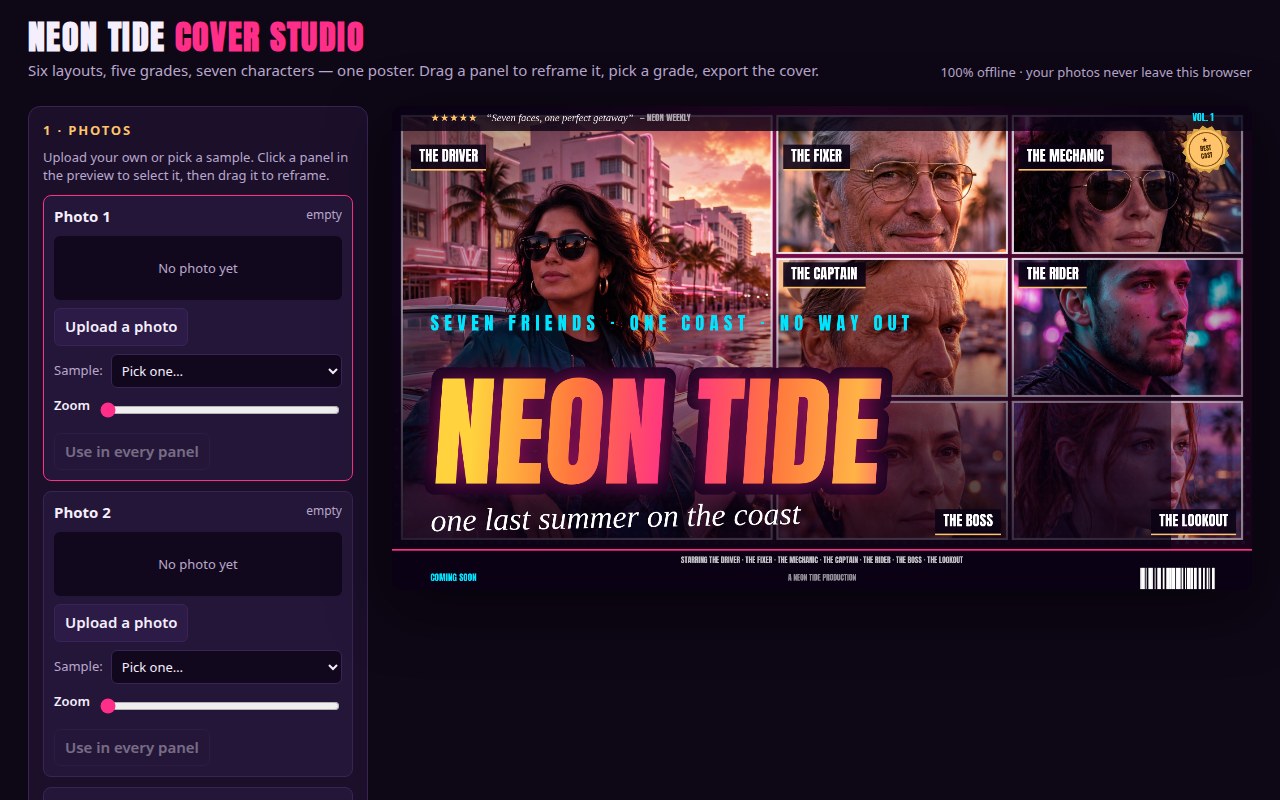 NEON TIDE COVER STUDIO
Six layouts, five grades, seven characters — one poster. Drag a panel to reframe it, pick a grade, export the cover.
100% offline · your photos never leave this browser
1 · PHOTOS
Upload your own or pick a sample. Click a panel in
the preview to select it, then drag it to reframe.
Photo 1
empty
No photo yet
Upload a photo
Sample:
Pick one...
Zoom
Use in every panel
Photo 2
empty
No photo yet
Upload a photo
Sample:
Pick one...
Zoom
Use in every panel
★★★★★ "Seven faces, one perfect getaway" – NEON WEEKLY
VOL. 1
★
BEST
CAST
THE DRIVER
THE FIXER
THE MECHANIC
THE CAPTAIN
THE RIDER
SEVEN FRIENDS · ONE COAST · NO WAY OUT
NEON TIDE
one last summer on the coast
THE BOSS
THE LOOKOUT
STARRING THE DRIVER · THE FIXER · THE MECHANIC · THE CAPTAIN · THE RIDER · THE BOSS · THE LOOKOUT
COMING SOON
A NEON TIDE PRODUCTION